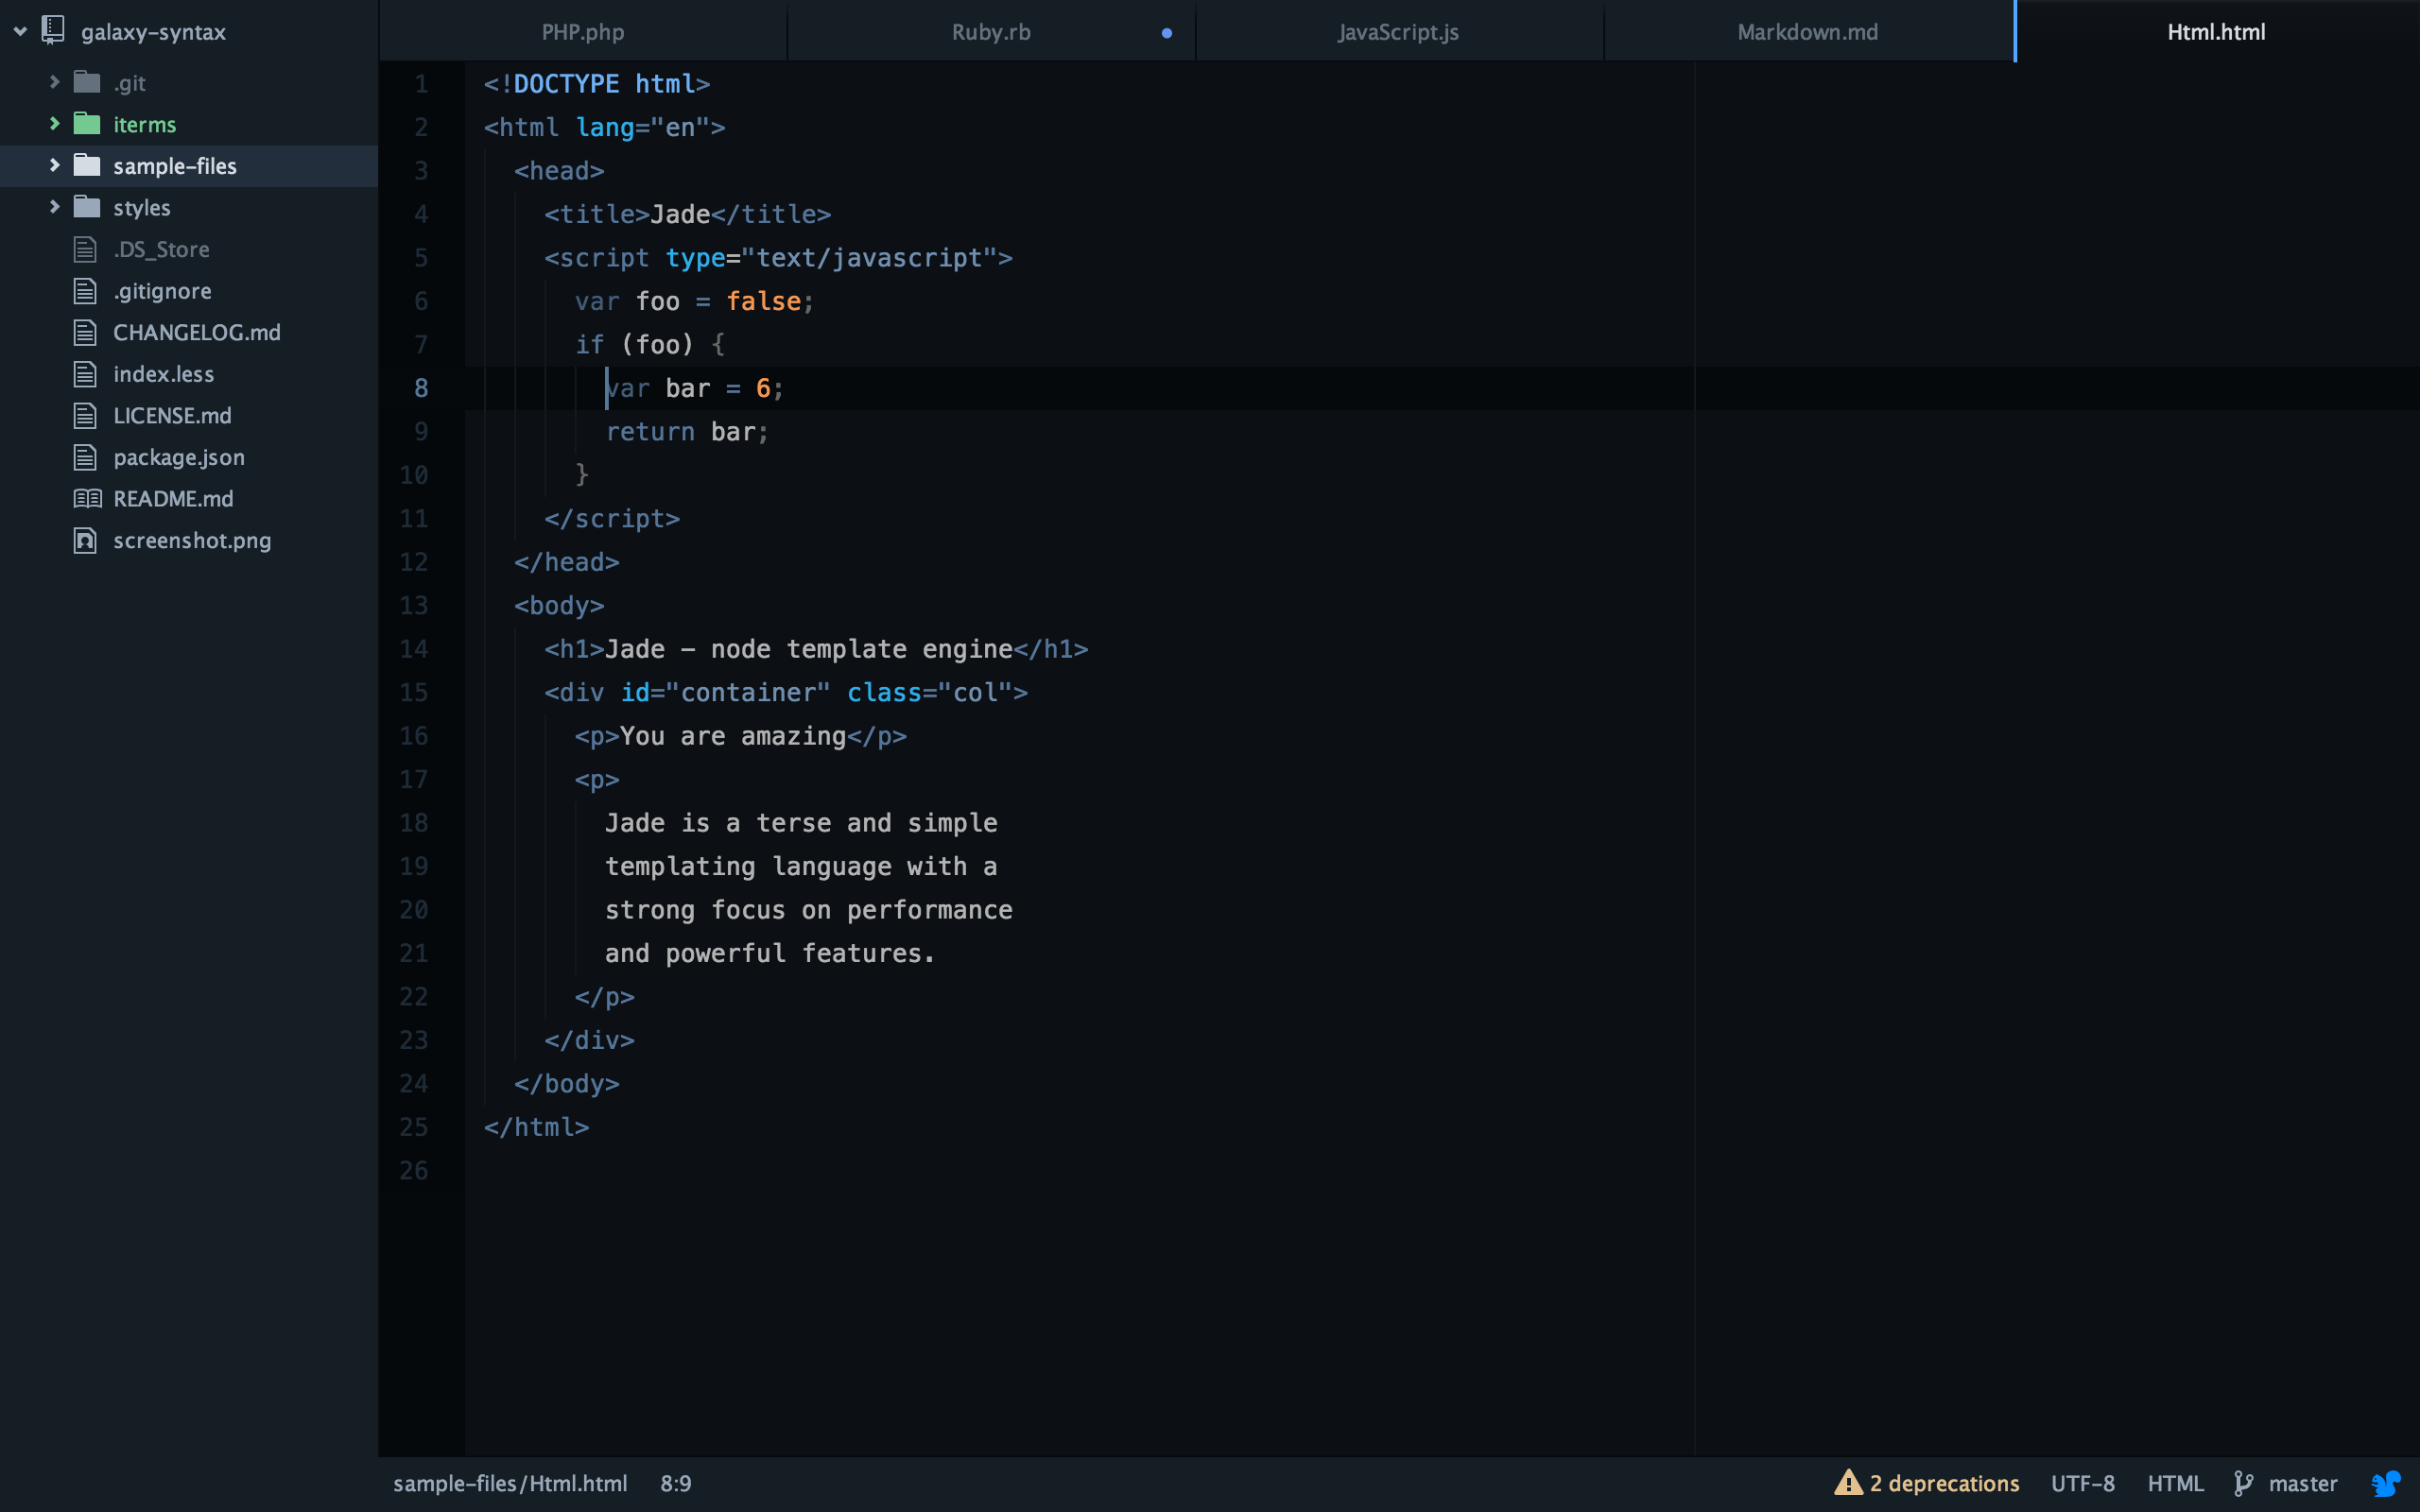 galaxy-syntax
.git
iterms
sample-files
styles
.DS_Store
.gitignore
CHANGELOG.md
index.less
LICENSE.md
package.json
README.md
screenshot.png
PHP.php Ruby.rb JavaScript.js Markdown.md Html.html
1 <!DOCTYPE html>
2 <html lang="en">
3 <head>
4 <title>Jade</title>
5 <script type="text/javascript">
6 var foo = false;
7 if (foo) {
8 var bar = 6;
9 return bar;
10 }
11 </script>
12 </head>
13 <body>
14 <h1>Jade - node template engine</h1>
15 <div id="container" class="col">
16 <p>You are amazing</p>
17 <p>
18 Jade is a terse and simple
19 templating language with a
20 strong focus on performance
21 and powerful features.
22 </p>
23 </div>
24 </body>
25 </html>
26
sample-files/Html.html 8:9 2 deprecations UTF-8 HTML master